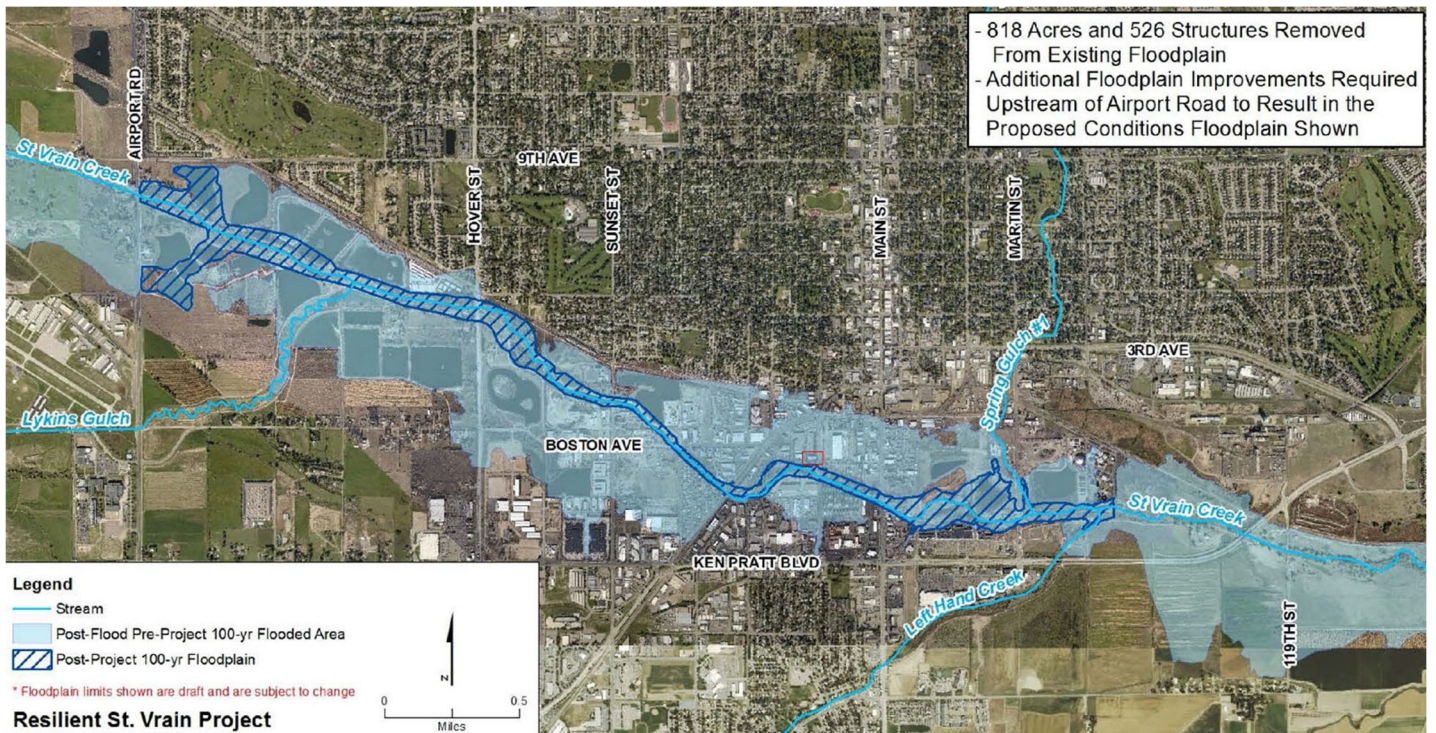 - 818 Acres and 526 Structures Removed
From Existing Floodplain
- Additional Floodplain Improvements Required
Upstream of Airport Road to Result in the
Proposed Conditions Floodplain Shown
AIRPORT RD
St Vrain Creek
9TH AVE
HOVER ST
SUNSET ST
MAIN ST
MARTIN ST
Spring Gulch #1
3RD AVE
Lykins Gulch
BOSTON AVE
St Vrain Creek
KEN PRATT BLVD
Left Hand Creek
119TH ST
Legend
Stream
Post-Flood Pre-Project 100-yr Flooded Area
Post-Project 100-yr Floodplain
* Floodplain limits shown are draft and are subject to change
Resilient St. Vrain Project
N
0 0.5
Miles